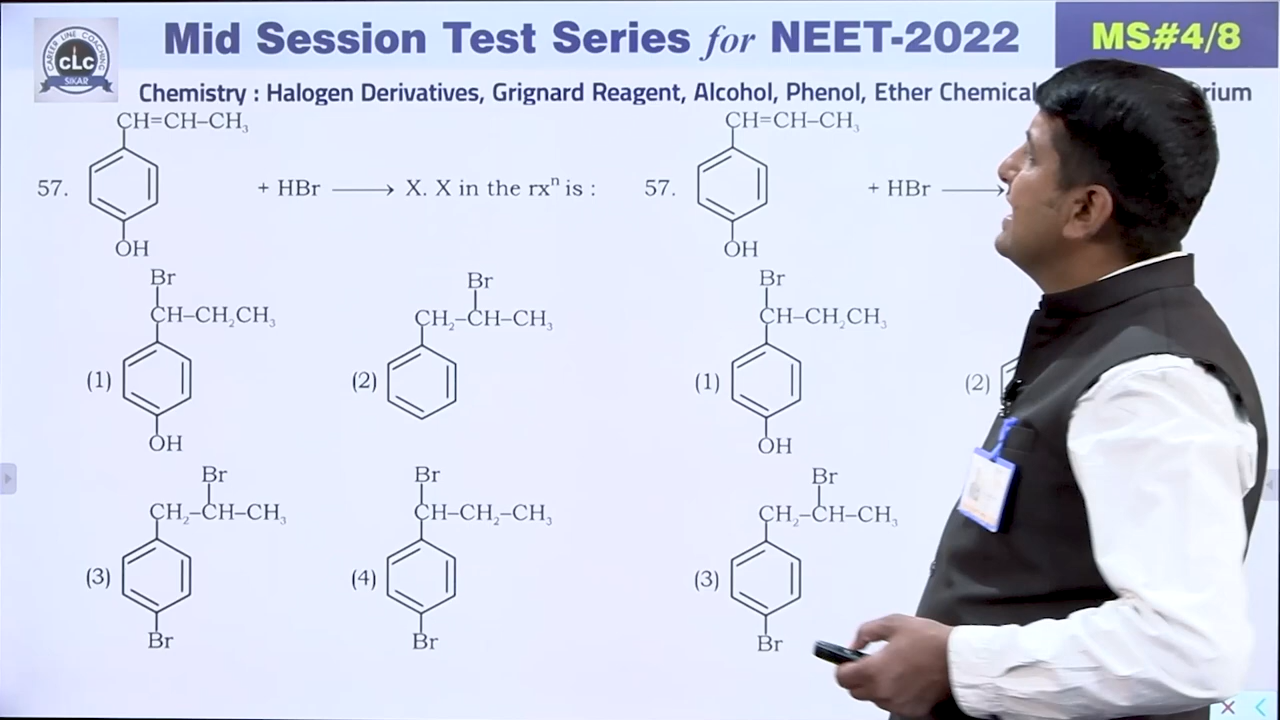 CAREER LINE COACHING
CLC
SIKAR
Mid Session Test Series for NEET-2022
MS#4/8
Chemistry : Halogen Derivatives, Grignard Reagent, Alcohol, Phenol, Ether Chemical
CH=CH–CH₃
57.
+ HBr ⟶ X. X in the rxⁿ is :
OH
Br
CH–CH₂CH₃
(1)
OH
Br
CH₂–CH–CH₃
(2)
Br
CH₂–CH–CH₃
(3)
Br
Br
CH–CH₂–CH₃
(4)
Br
CH=CH–CH₃
57.
+ HBr ⟶
OH
Br
CH–CH₂CH₃
(1)
OH
(2)
Br
CH₂–CH–CH₃
(3)
Br